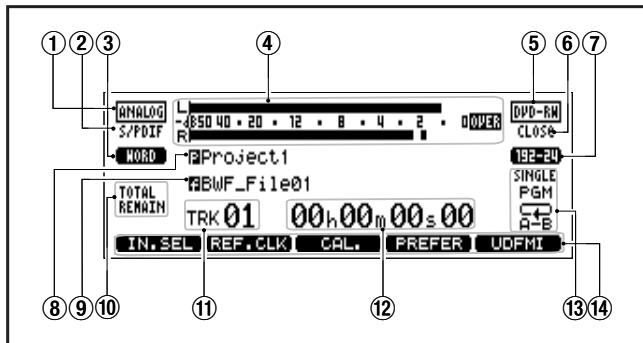 ① ② ③ ④ ⑤ ⑥ ⑦
ANALOG L DVD-RW
-dB 50 40 · 20 · 12 · 8 · 4 · 2 · 0 OVER
S/PDIF R CLOSe
WORD PProject1 192-24
FBWF_File01 SINGLE
TOTAL PGM
REMAIN TRK 01 00h00m00s00 A-B
IN.SEL REF.CLK CAL. PREFER UDFMI
⑧ ⑨ ⑩ ⑪ ⑫ ⑬ ⑭